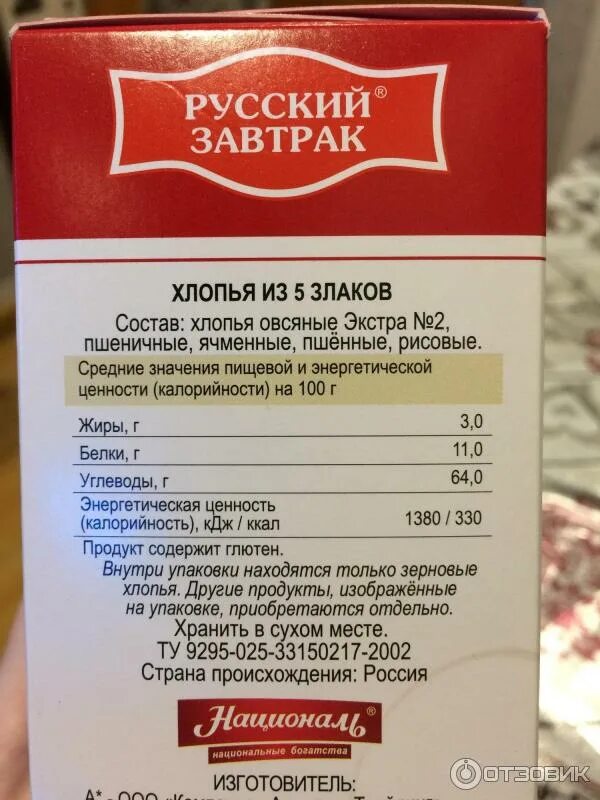 РУССКИЙ®
ЗАВТРАК
ХЛОПЬЯ ИЗ 5 ЗЛАКОВ
Состав: хлопья овсяные Экстра №2,
пшеничные, ячменные, пшённые, рисовые.
Средние значения пищевой и энергетической
ценности (калорийности) на 100 г
Жиры, г 3,0
Белки, г 11,0
Углеводы, г 64,0
Энергетическая ценность
(калорийность), кДж / ккал 1380 / 330
Продукт содержит глютен.
Внутри упаковки находятся только зерновые
хлопья. Другие продукты, изображённые
на упаковке, приобретаются отдельно.
Хранить в сухом месте.
ТУ 9295-025-33150217-2002
Страна происхождения: Россия
Националь®
национальные богатства
ИЗГОТОВИТЕЛЬ:
А* - ООО
ОТЗОВИК